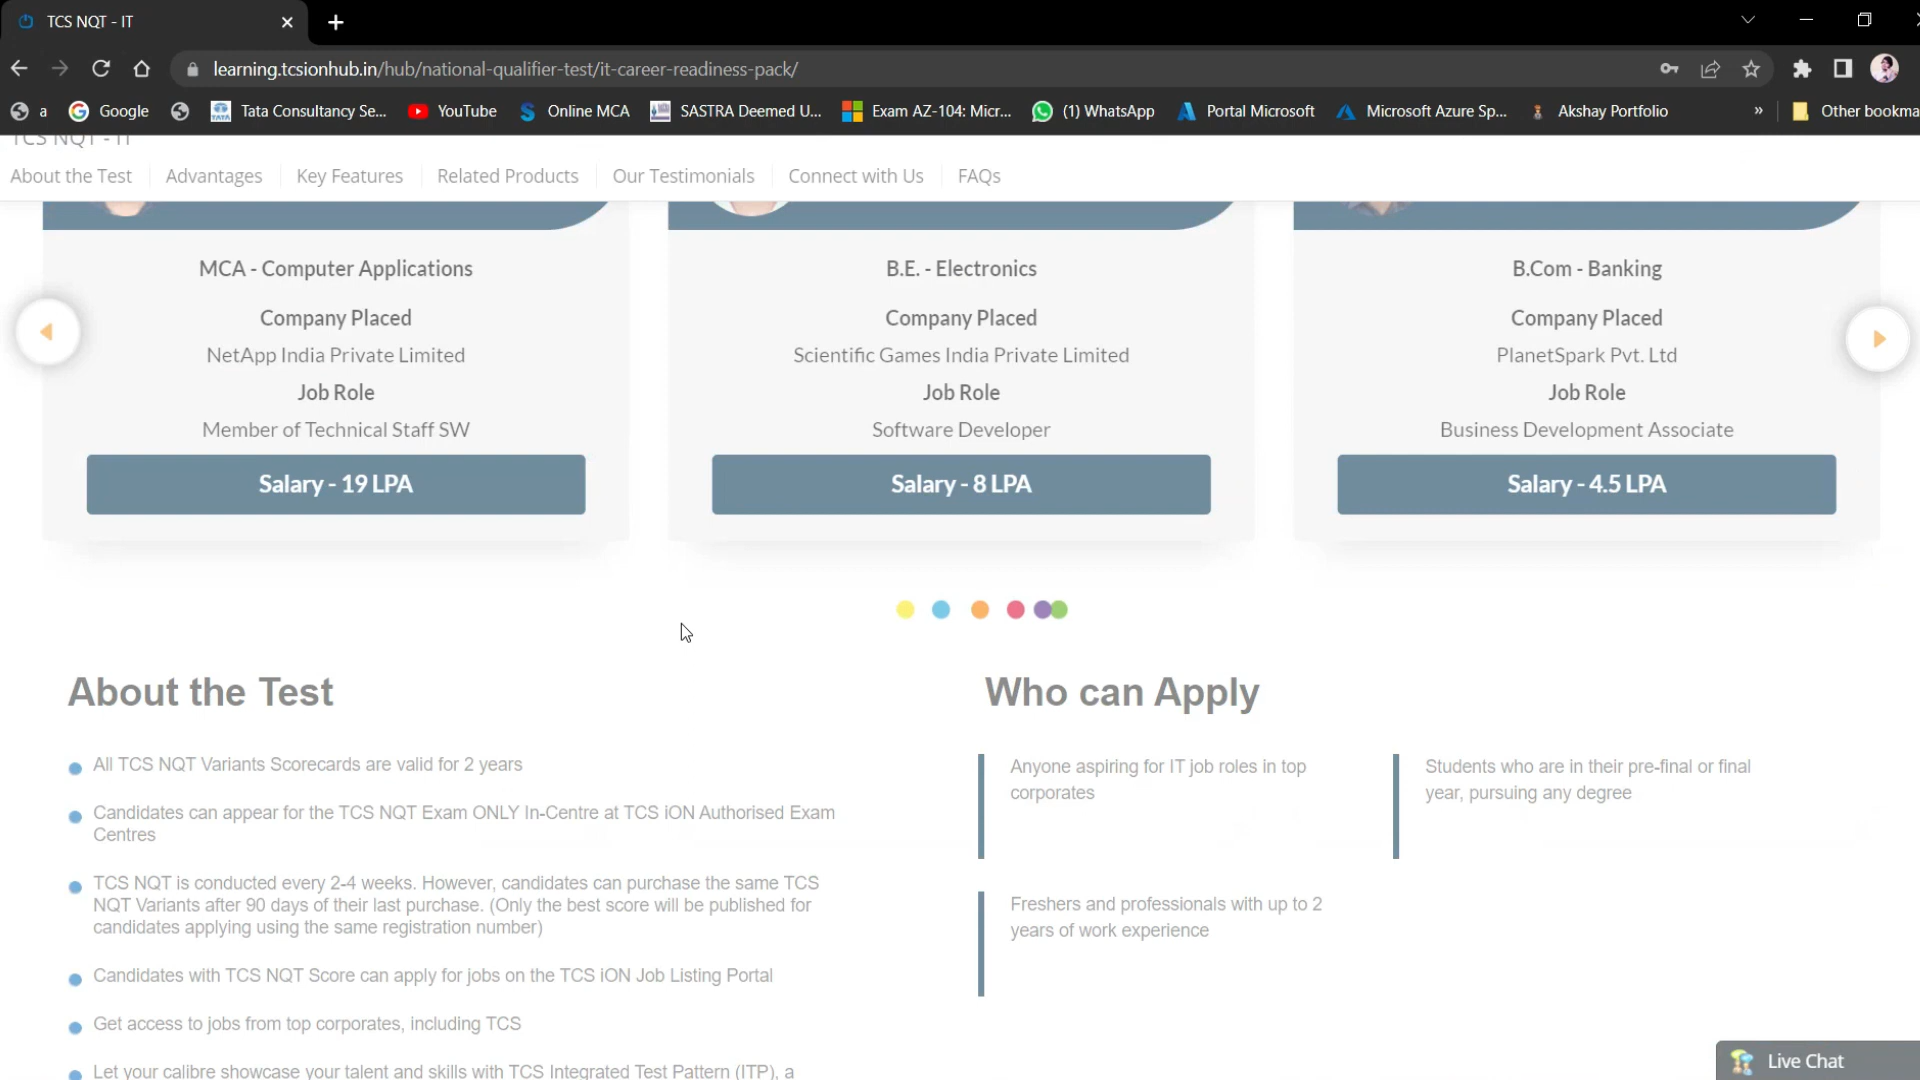 TCS NQT - IT
learning.tcsionhub.in/hub/national-qualifier-test/it-career-readiness-pack/
a Google Tata Consultancy Se... YouTube Online MCA SASTRA Deemed U... Exam AZ-104: Micr... (1) WhatsApp Portal Microsoft Microsoft Azure Sp... Akshay Portfolio » Other bookma
TCS NQT - IT
About the Test Advantages Key Features Related Products Our Testimonials Connect with Us FAQs
MCA - Computer Applications
Company Placed
NetApp India Private Limited
Job Role
Member of Technical Staff SW
Salary - 19 LPA
B.E. - Electronics
Company Placed
Scientific Games India Private Limited
Job Role
Software Developer
Salary - 8 LPA
B.Com - Banking
Company Placed
PlanetSpark Pvt. Ltd
Job Role
Business Development Associate
Salary - 4.5 LPA
About the Test
All TCS NQT Variants Scorecards are valid for 2 years
Candidates can appear for the TCS NQT Exam ONLY In-Centre at TCS iON Authorised Exam
Centres
TCS NQT is conducted every 2-4 weeks. However, candidates can purchase the same TCS
NQT Variants after 90 days of their last purchase. (Only the best score will be published for
candidates applying using the same registration number)
Candidates with TCS NQT Score can apply for jobs on the TCS iON Job Listing Portal
Get access to jobs from top corporates, including TCS
Let your calibre showcase your talent and skills with TCS Integrated Test Pattern (ITP), a
Who can Apply
Anyone aspiring for IT job roles in top
corporates
Students who are in their pre-final or final
year, pursuing any degree
Freshers and professionals with up to 2
years of work experience
Live Chat